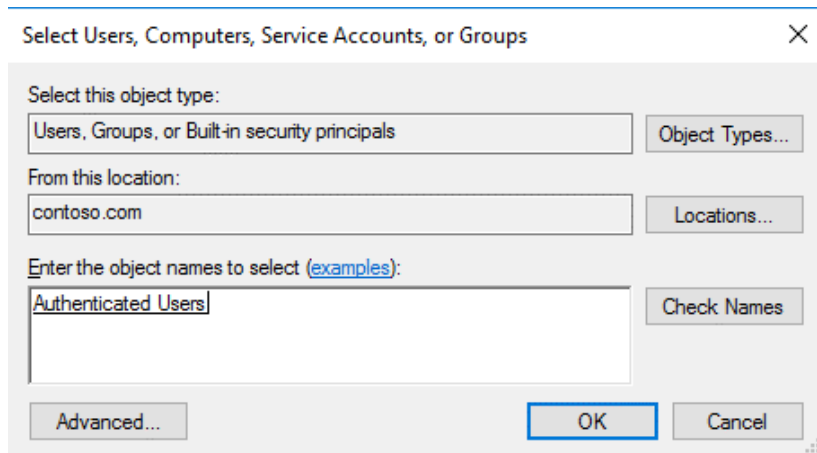 Select Users, Computers, Service Accounts, or Groups
Select this object type:
Users, Groups, or Built-in security principals
Object Types...
From this location:
contoso.com
Locations...
Enter the object names to select (examples):
Authenticated Users
Check Names
Advanced...
OK
Cancel